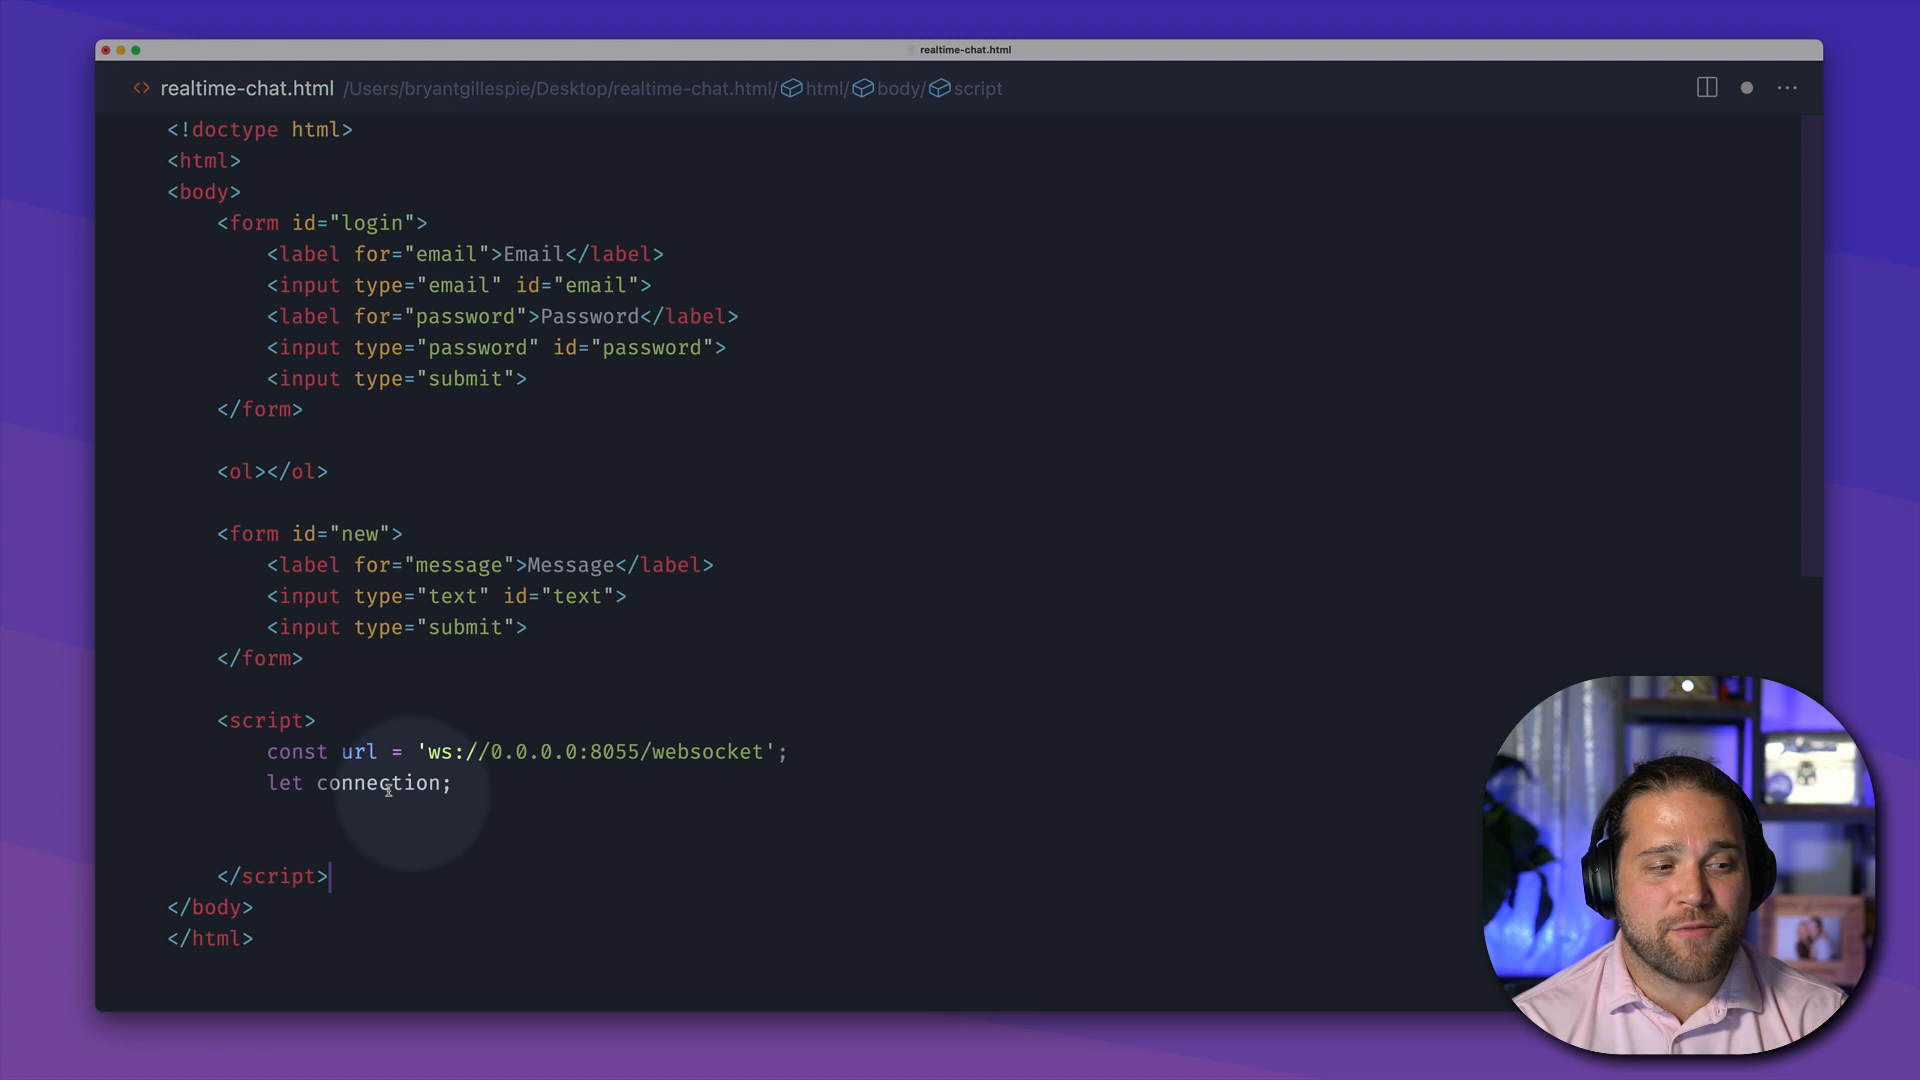 realtime-chat.html
<> realtime-chat.html /Users/bryantgillespie/Desktop/realtime-chat.html/ html/ body/ script
<!doctype html>
<html>
<body>
<form id="login">
<label for="email">Email</label>
<input type="email" id="email">
<label for="password">Password</label>
<input type="password" id="password">
<input type="submit">
</form>
<ol></ol>
<form id="new">
<label for="message">Message</label>
<input type="text" id="text">
<input type="submit">
</form>
<script>
const url = 'ws://0.0.0.0:8055/websocket';
let connection;
</script>
</body>
</html>